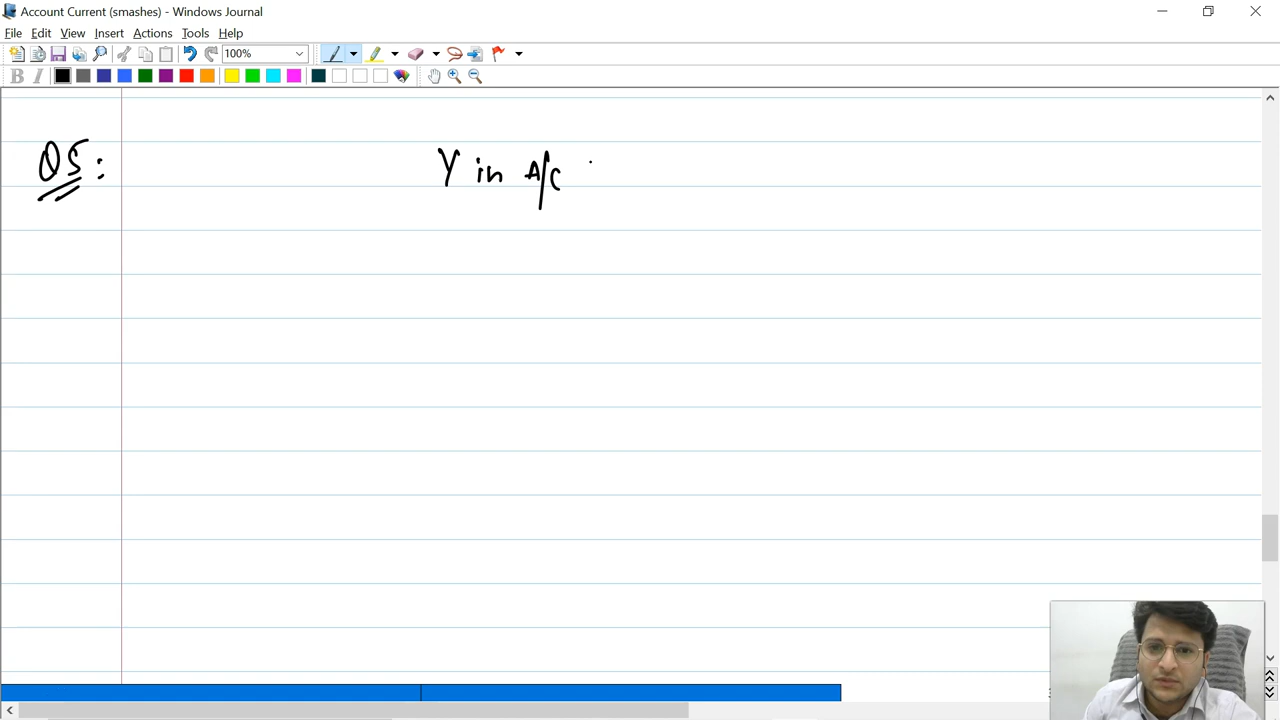 Account Current (smashes) - Windows Journal
File Edit View Insert Actions Tools Help
100%
B I
Q5: Y in A/C